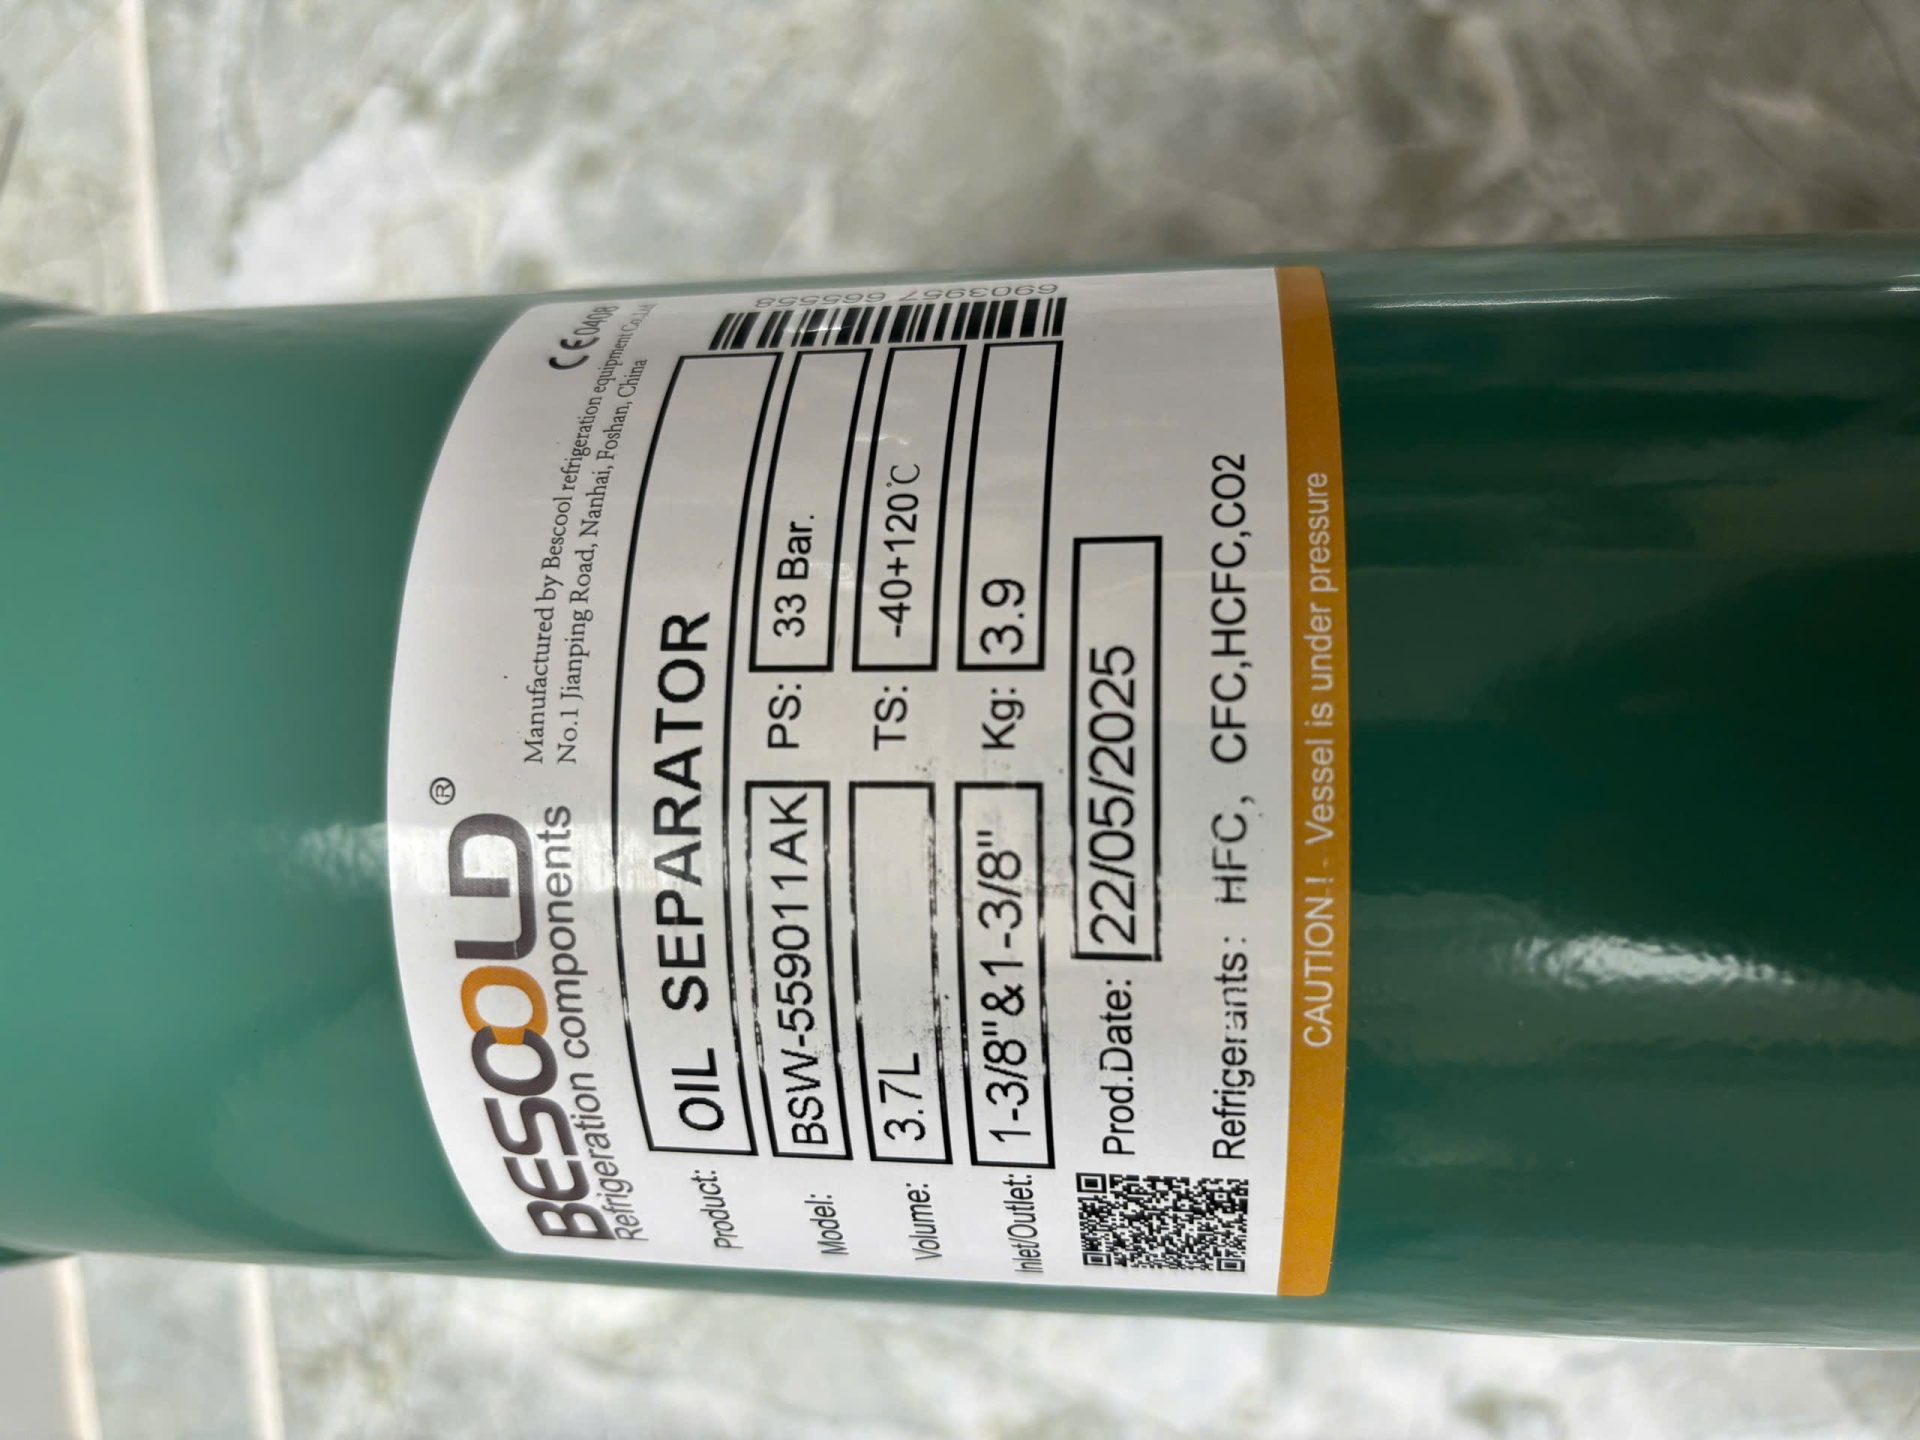 BESCOOLD®
Refrigeration components
CE0408
Manufactured by Bescool refrigeration equipment Co.,Ltd
No.1 Jianping Road, Nanhai, Foshan, China
Product: OIL SEPARATOR
Model: BSW-559011AK PS: 33 Bar.
Volume: 3.7L TS: -40+120℃
Inlet/Outlet: 1-3/8"&1-3/8" Kg: 3.9
6903957 665558
Prod.Date: 22/05/2025
Refrigerants: HFC, CFC,HCFC,CO2
CAUTION! - Vessel is under pressure